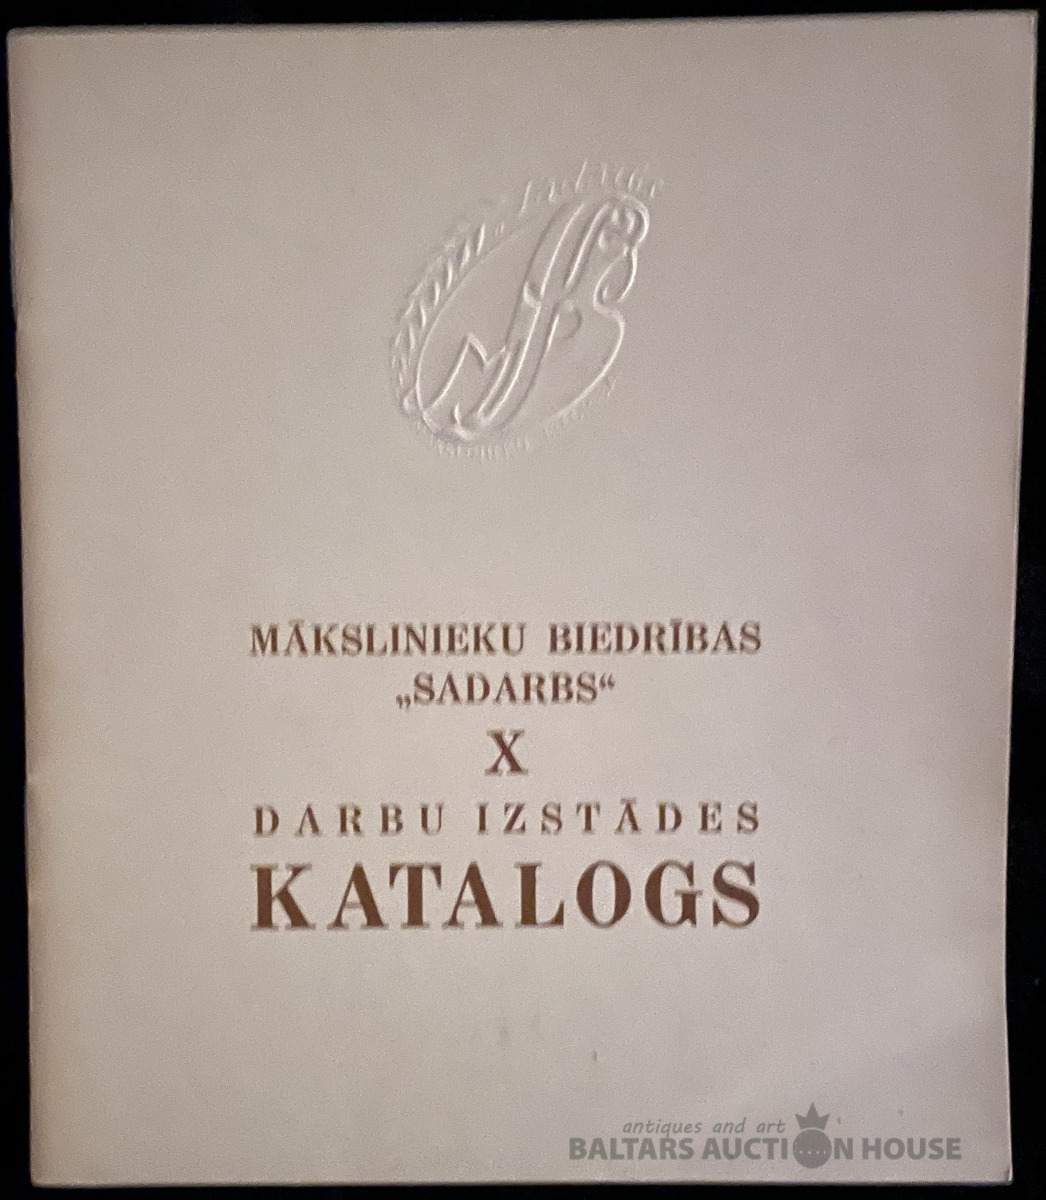 MĀKSLINIEKU BIEDRĪBAS
„SADARBS“
X
DARBU IZSTĀDES
KATALOGS
antiques and art
BALTARS AUCTION HOUSE